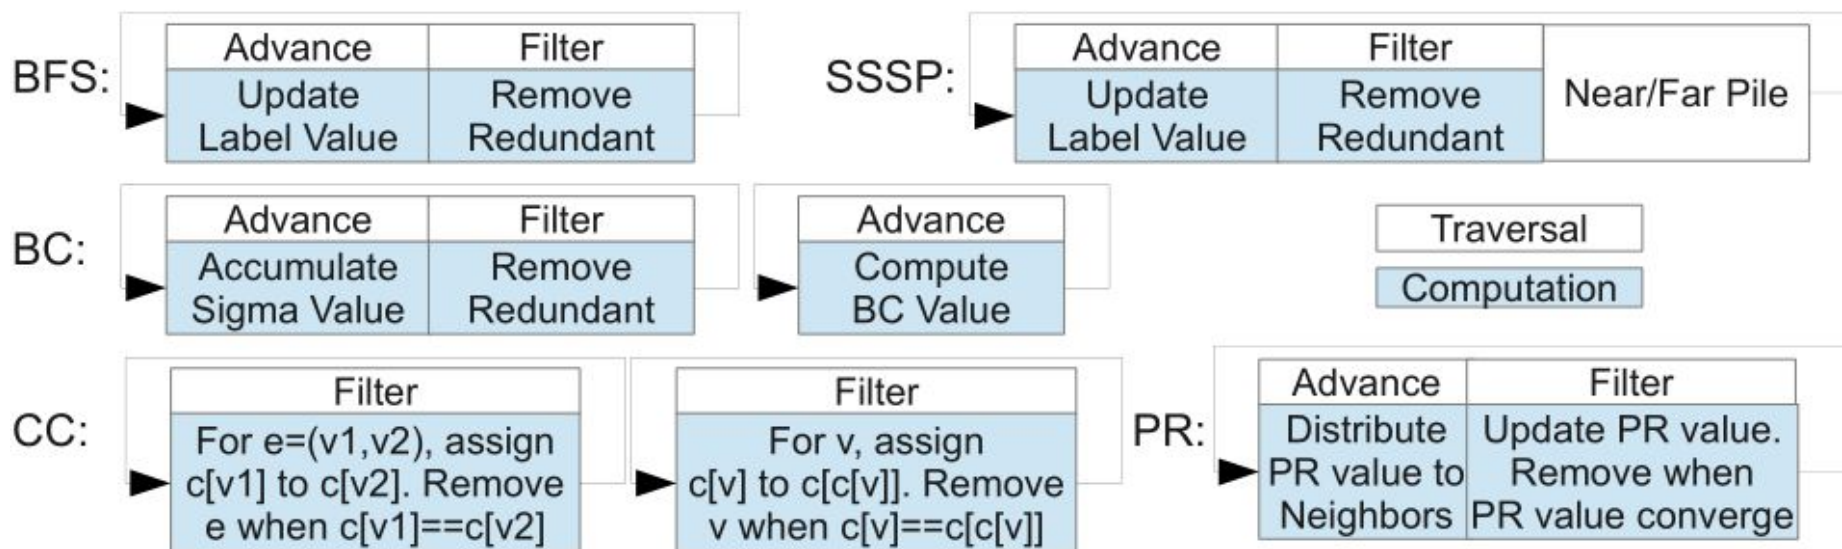 BFS:
Advance
Filter
Update
Label Value
Remove
Redundant
SSSP:
Advance
Filter
Update
Label Value
Remove
Redundant
Near/Far Pile
BC:
Advance
Filter
Accumulate
Sigma Value
Remove
Redundant
Advance
Compute
BC Value
Traversal
Computation
CC:
Filter
For e=(v1,v2), assign
c[v1] to c[v2]. Remove
e when c[v1]==c[v2]
Filter
For v, assign
c[v] to c[c[v]]. Remove
v when c[v]==c[c[v]]
PR:
Advance
Filter
Distribute
PR value to
Neighbors
Update PR value.
Remove when
PR value converge